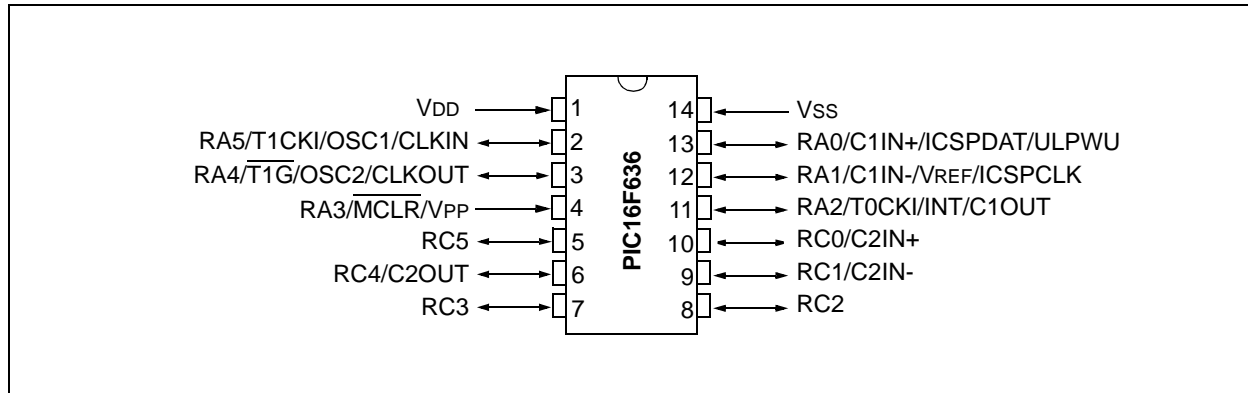 VDD
1
RA5/T1CKI/OSC1/CLKIN
2
RA4/T1G/OSC2/CLKOUT
3
RA3/MCLR/VPP
4
RC5
5
RC4/C2OUT
6
RC3
7
PIC16F636
14
VSS
13
RA0/C1IN+/ICSPDAT/ULPWU
12
RA1/C1IN-/VREF/ICSPCLK
11
RA2/T0CKI/INT/C1OUT
10
RC0/C2IN+
9
RC1/C2IN-
8
RC2